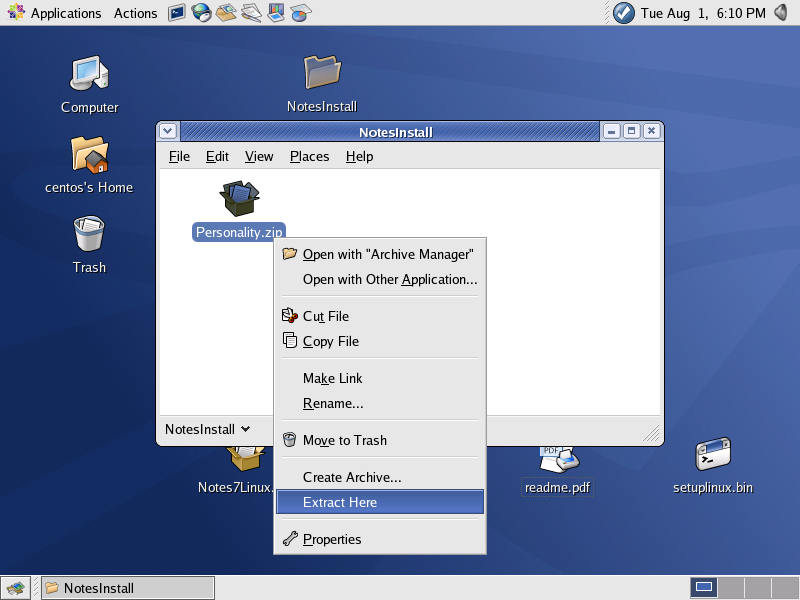 Applications Actions Tue Aug 1, 6:10 PM
Computer
NotesInstall
centos's Home
Trash
NotesInstall
File Edit View Places Help
Personality.zip
Open with "Archive Manager"
Open with Other Application...
Cut File
Copy File
Make Link
Rename...
Move to Trash
Create Archive...
Extract Here
Properties
NotesInstall
PDF
Notes7Linux.
readme.pdf
setuplinux.bin
NotesInstall